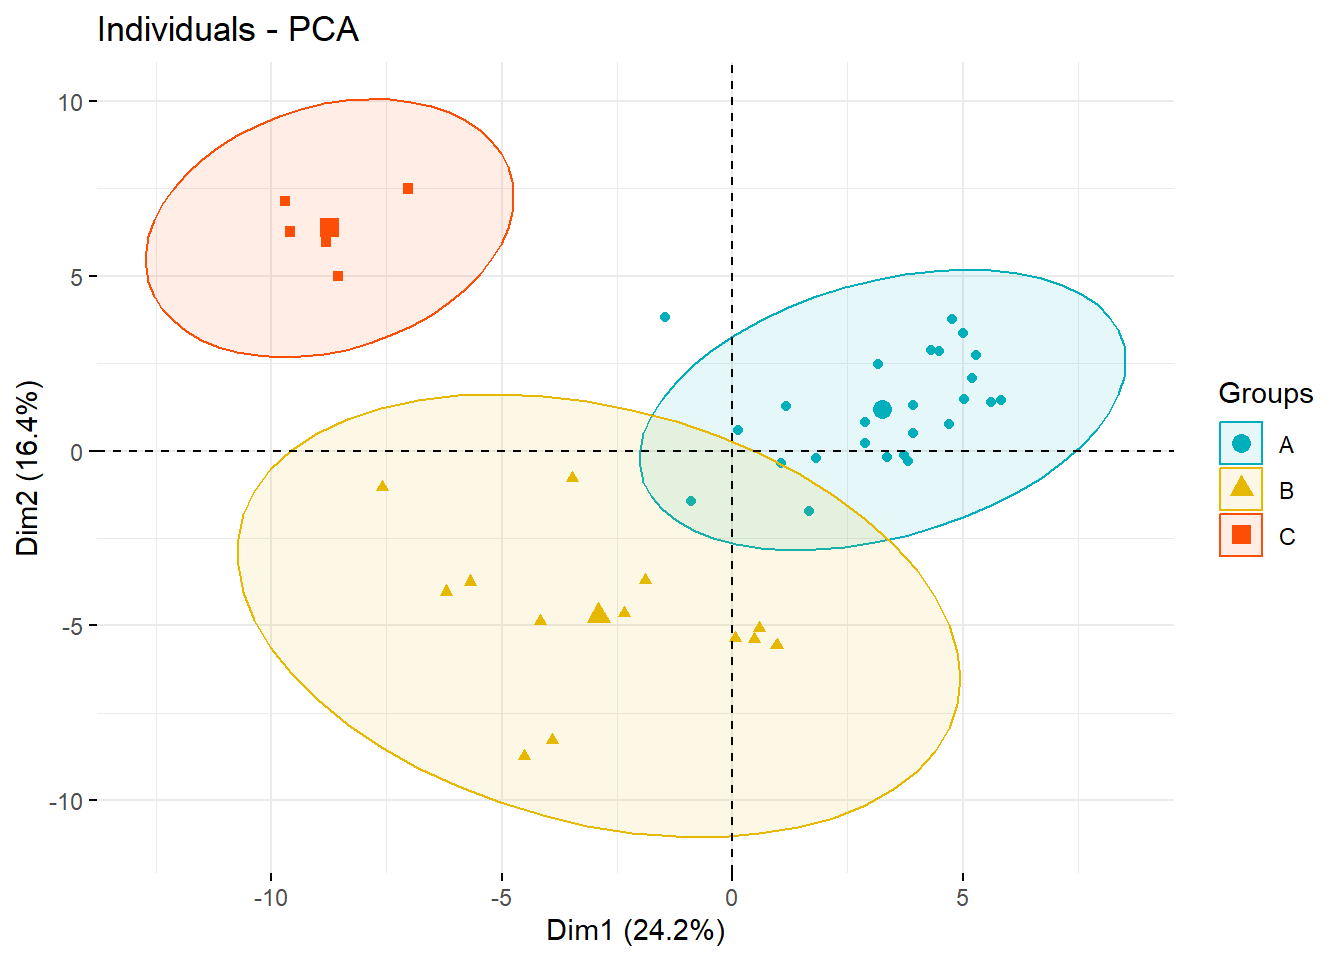 Individuals - PCA
10
5
0
-5
-10
Dim2 (16.4%)
-10
-5
0
5
Dim1 (24.2%)
Groups
A
B
C